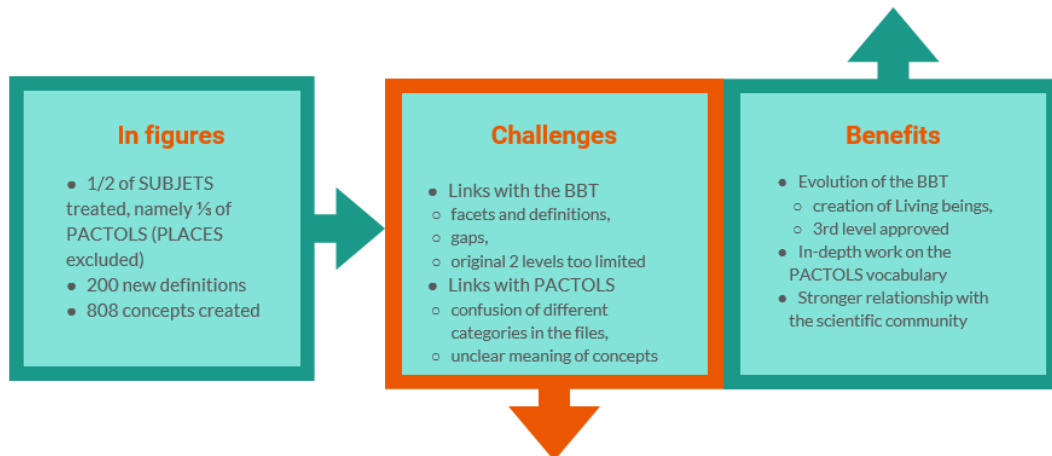 In figures
● 1/2 of SUBJETS
treated, namely ⅓ of
PACTOLS (PLACES
excluded)
● 200 new definitions
● 808 concepts created
Challenges
● Links with the BBT
○ facets and definitions,
○ gaps,
○ original 2 levels too limited
● Links with PACTOLS
○ confusion of different
categories in the files,
○ unclear meaning of concepts
Benefits
● Evolution of the BBT
○ creation of Living beings,
○ 3rd level approved
● In-depth work on the
PACTOLS vocabulary
● Stronger relationship with
the scientific community